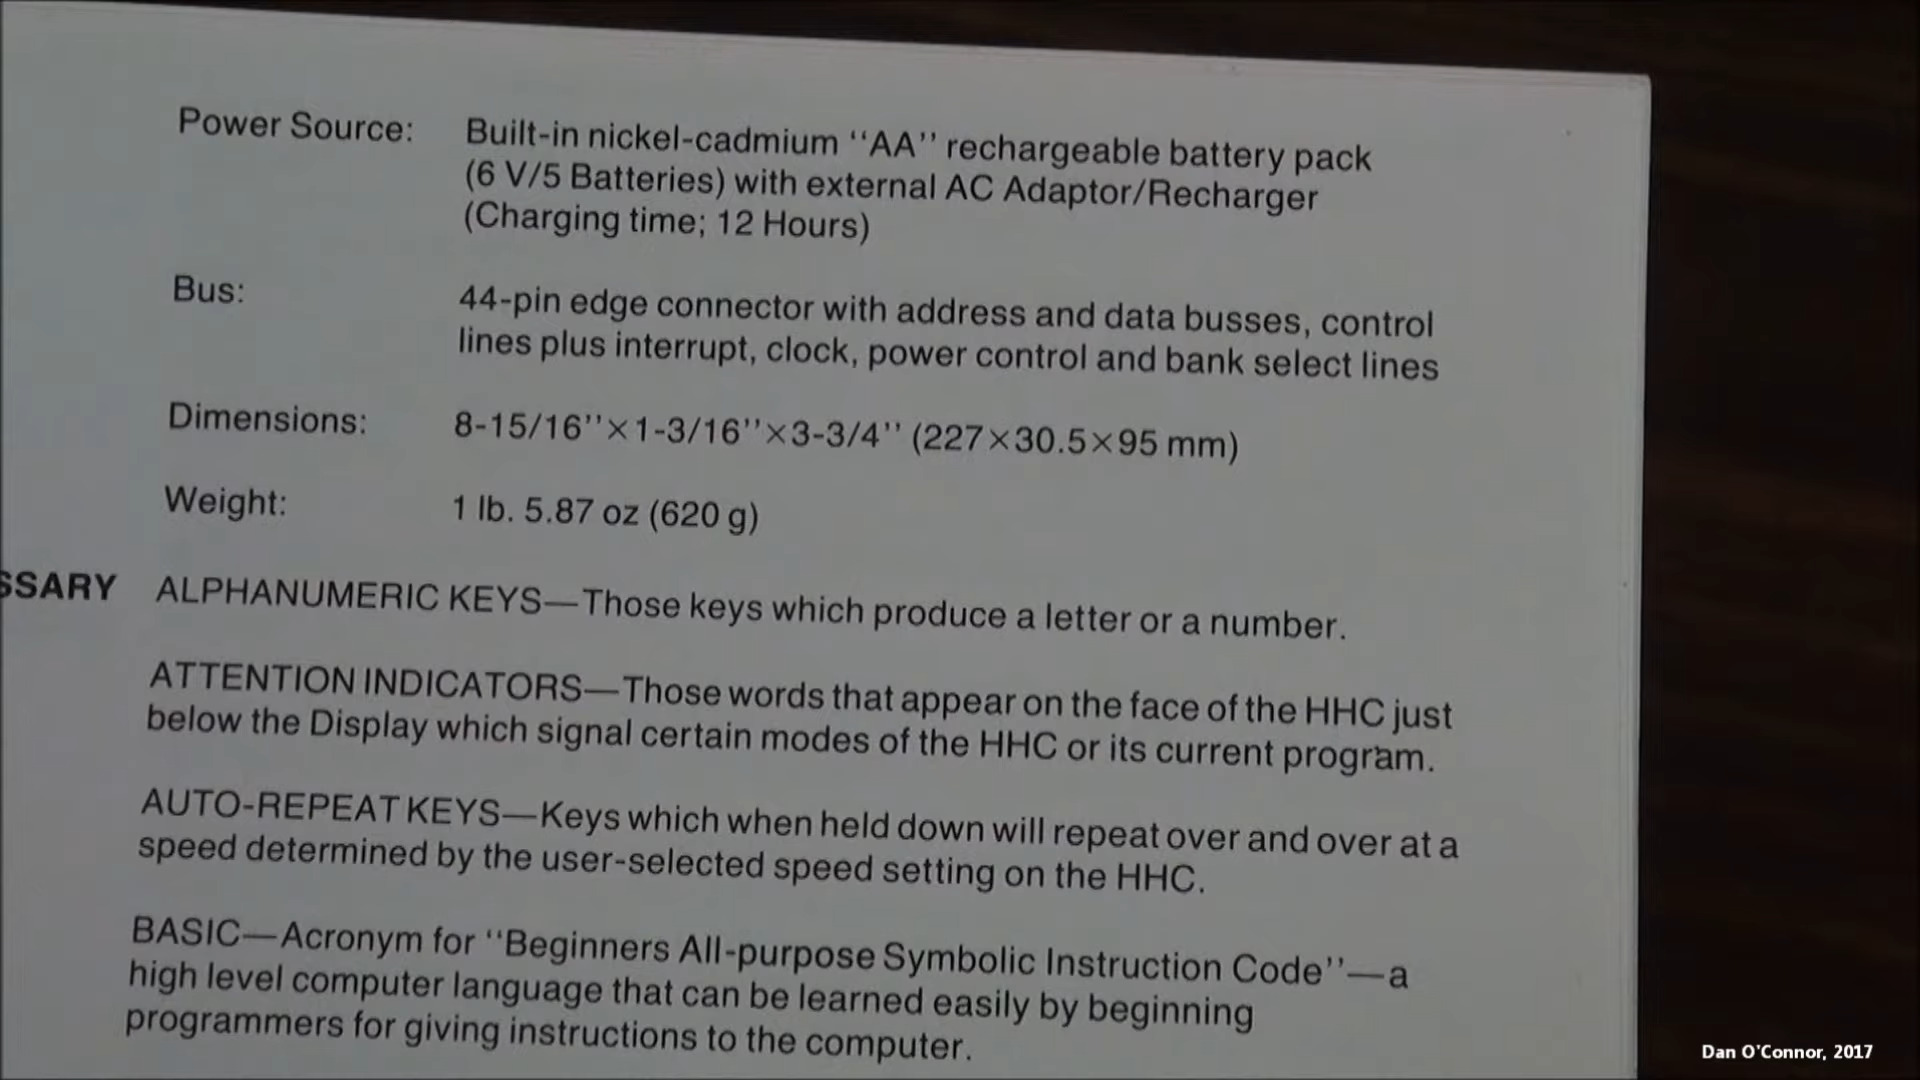 Power Source: Built-in nickel-cadmium ‘‘AA’’ rechargeable battery pack
(6 V/5 Batteries) with external AC Adaptor/Recharger
(Charging time; 12 Hours)
Bus: 44-pin edge connector with address and data busses, control
lines plus interrupt, clock, power control and bank select lines
Dimensions: 8-15/16’’×1-3/16’’×3-3/4’’ (227×30.5×95 mm)
Weight: 1 lb. 5.87 oz (620 g)
SSARY ALPHANUMERIC KEYS—Those keys which produce a letter or a number.
ATTENTION INDICATORS—Those words that appear on the face of the HHC just
below the Display which signal certain modes of the HHC or its current program.
AUTO-REPEAT KEYS—Keys which when held down will repeat over and over at a
speed determined by the user-selected speed setting on the HHC.
BASIC—Acronym for ‘‘Beginners All-purpose Symbolic Instruction Code’’—a
high level computer language that can be learned easily by beginning
programmers for giving instructions to the computer.
Dan O'Connor, 2017